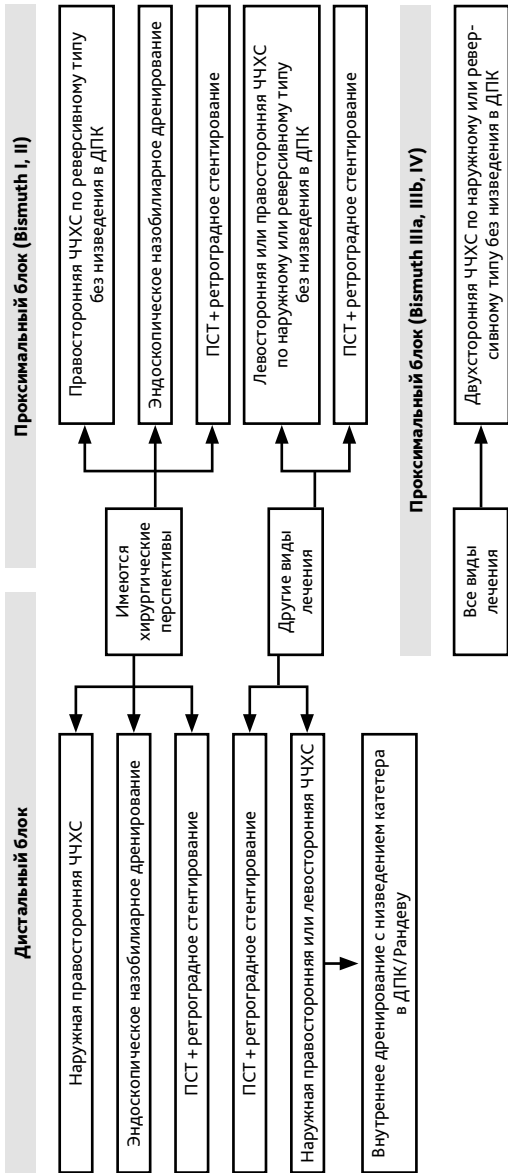 Дистальный блок
Наружная правосторонняя ЧЧХС
Эндоскопическое назобилиарное дренирование
ПСТ + ретроградное стентирование
ПСТ + ретроградное стентирование
Наружная правосторонняя или левосторонняя ЧЧХС
Внутреннее дренирование с низведением катетера
в ДПК/Рандеву
Имеются
хирургические
перспективы
Другие виды
лечения
Проксимальный блок (Bismuth I, II)
Правосторонняя ЧЧХС по реверсивному типу
без низведения в ДПК
Эндоскопическое назобилиарное дренирование
ПСТ + ретроградное стентирование
Левосторонняя или правосторонняя ЧЧХС
по наружному или реверсивному типу
без низведения в ДПК
ПСТ + ретроградное стентирование
Проксимальный блок (Bismuth IIIa, IIIb, IV)
Все виды
лечения
Двухсторонняя ЧЧХС по наружному или ревер-
сивному типу без низведения в ДПК